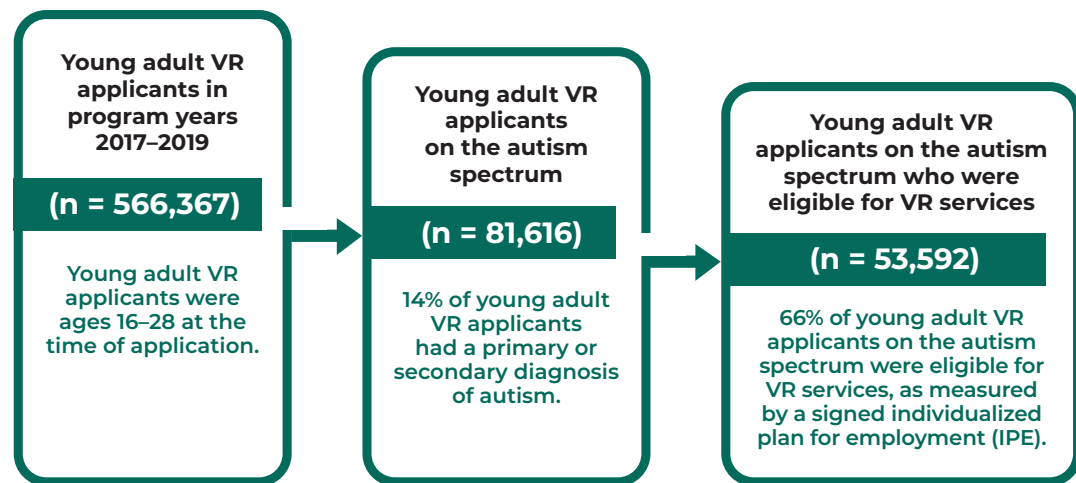 Young adult VR
applicants in
program years
2017–2019
(n = 566,367)
Young adult VR
applicants were
ages 16–28 at the
time of application.
Young adult VR
applicants
on the autism
spectrum
(n = 81,616)
14% of young adult
VR applicants
had a primary or
secondary diagnosis
of autism.
Young adult VR
applicants on the autism
spectrum who were
eligible for VR services
(n = 53,592)
66% of young adult VR
applicants on the autism
spectrum were eligible for
VR services, as measured
by a signed individualized
plan for employment (IPE).